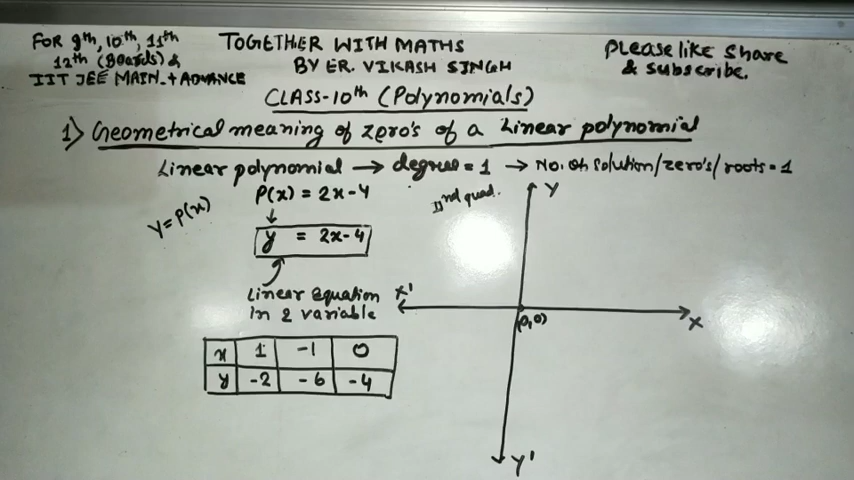 FOR 9th, 10th, 11th
12th (Boards) &
IIT JEE MAIN + ADVANCE
TOGETHER WITH MATHS
BY ER. VIKASH SINGH
Please like Share
& Subscribe.
CLASS-10th (Polynomials)
1) Geometrical meaning of zero's of a Linear polynomial
Linear polynomial → degree = 1 → No. of solution/zero's/roots = 1
Y = P(x)
P(x) = 2x-4
↓
y = 2x-4
Linear Equation
In 2 variable
x 1 -1 0
y -2 -6 -4
IInd quad.
Y
X'
(0,0)
X
Y'